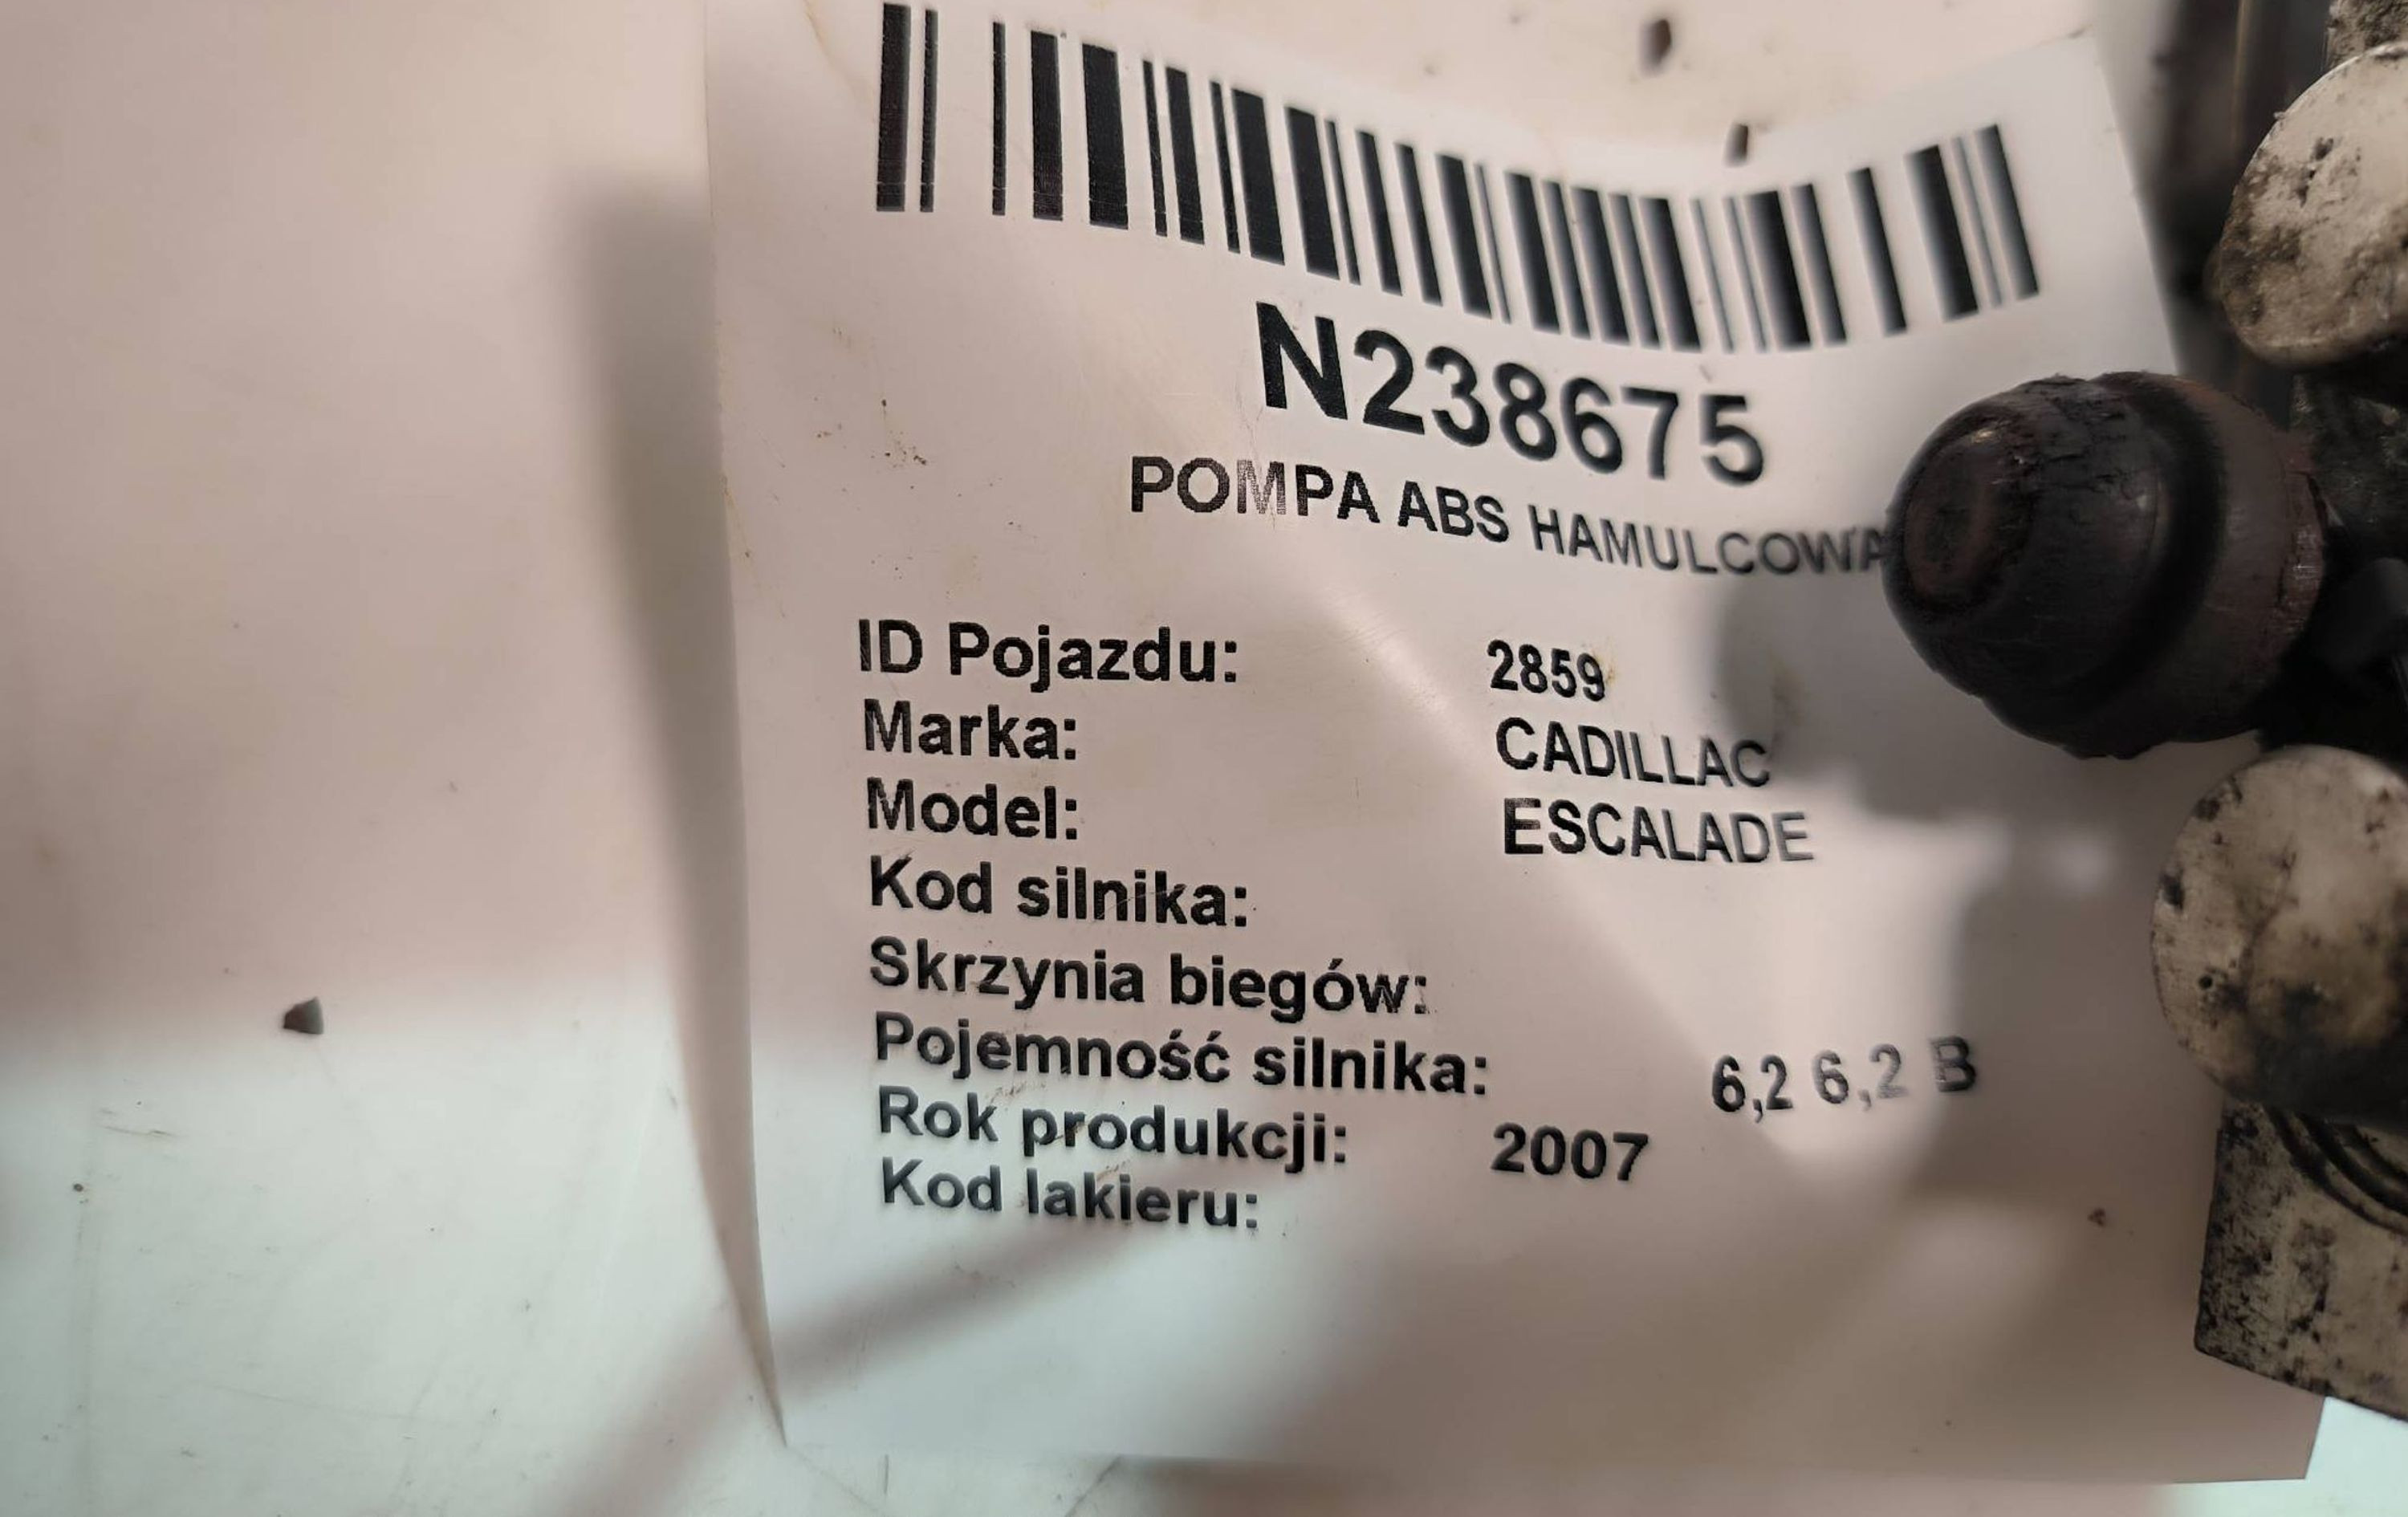 N238675
POMPA ABS HAMULCOWA
ID Pojazdu: 2859
Marka: CADILLAC
Model: ESCALADE
Kod silnika:
Skrzynia biegów:
Pojemność silnika: 6,2 6,2 B
Rok produkcji: 2007
Kod lakieru: